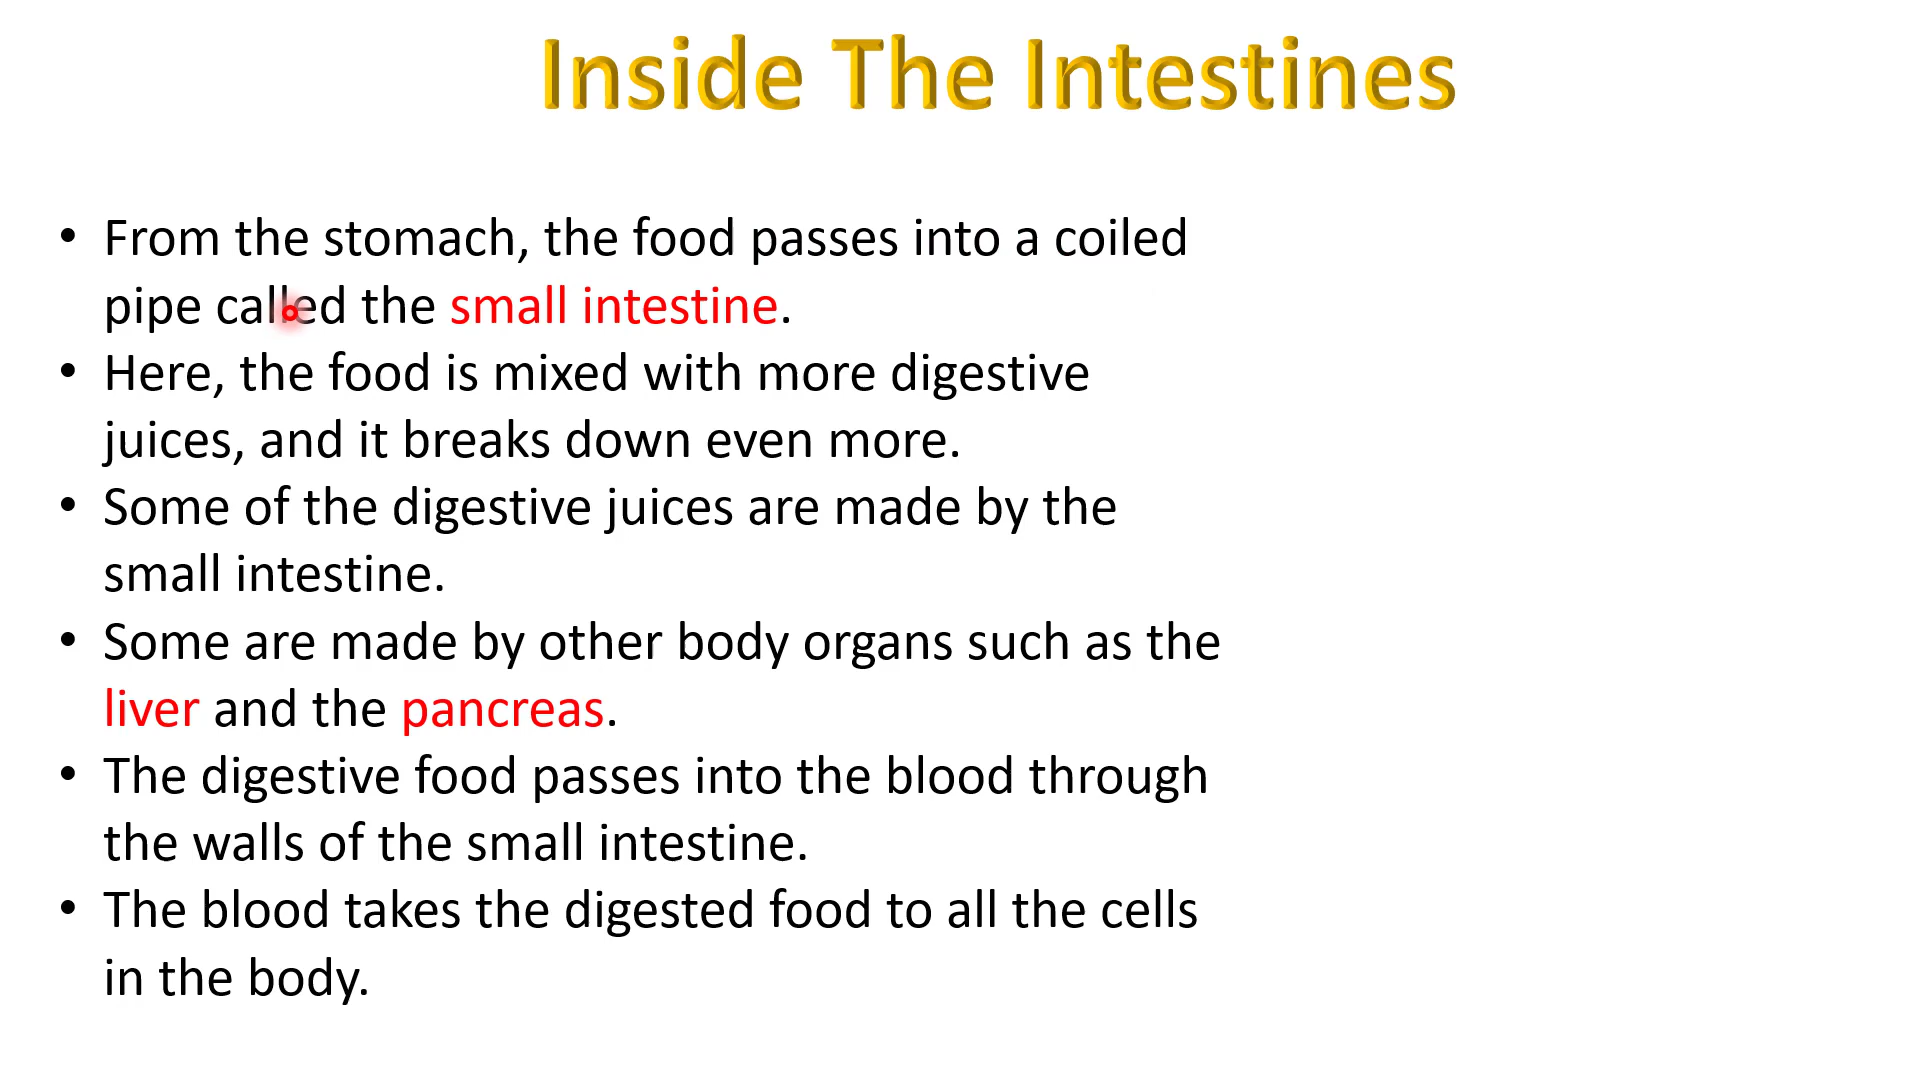 Inside The Intestines
• From the stomach, the food passes into a coiled
pipe called the small intestine.
• Here, the food is mixed with more digestive
juices, and it breaks down even more.
• Some of the digestive juices are made by the
small intestine.
• Some are made by other body organs such as the
liver and the pancreas.
• The digestive food passes into the blood through
the walls of the small intestine.
• The blood takes the digested food to all the cells
in the body.